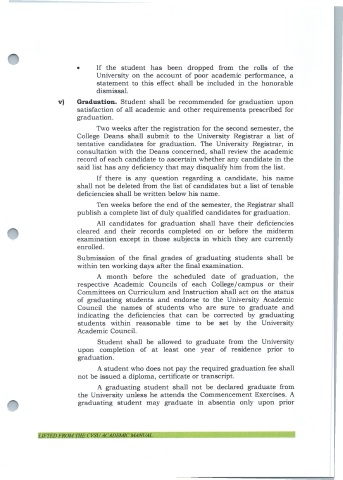 • If the student has been dropped from the rolls of the
University on the account of poor academic performance, a
statement to this effect shall be included in the honorable
dismissal.
v) Graduation. Student shall be recommended for graduation upon
satisfaction of all academic and other requirements prescribed for
graduation.
Two weeks after the registration for the second semester, the
College Deans shall submit to the University Registrar a list of
tentative candidates for graduation. The University Registrar, in
consultation with the Deans concerned, shall review the academic
record of each candidate to ascertain whether any candidate in the
said list has any deficiency that may disqualify him from the list.
If there is any question regarding a candidate, his name
shall not be deleted from the list of candidates but a list of tenable
deficiencies shall be written below his name.
Ten weeks before the end of the semester, the Registrar shall
publish a complete list of duly qualified candidates for graduation.
All candidates for graduation shall have their deficiencies
cleared and their records completed on or before the midterm
examination except in those subjects in which they are currently
enrolled.
Submission of the final grades of graduating students shall be
within ten working days after the final examination.
A month before the scheduled date of graduation, the
respective Academic Councils of each College/campus or their
Committees on Curriculum and Instruction shall act on the status
of graduating students and endorse to the University Academic
Council the names of students who are sure to graduate and
indicating the deficiencies that can be corrected by graduating
students within reasonable time to be set by the University
Academic Council.
Student shall be allowed to graduate from the University
upon completion of at least one year of residence prior to
graduation.
A student who does not pay the required graduation fee shall
not be issued a diploma, certificate or transcript.
A graduating student shall not be declared graduate from
the University unless he attends the Commencement Exercises. A
graduating student may graduate in absentia only upon prior
LIFTED FROM THE CVSU ACADEMIC MANUAL